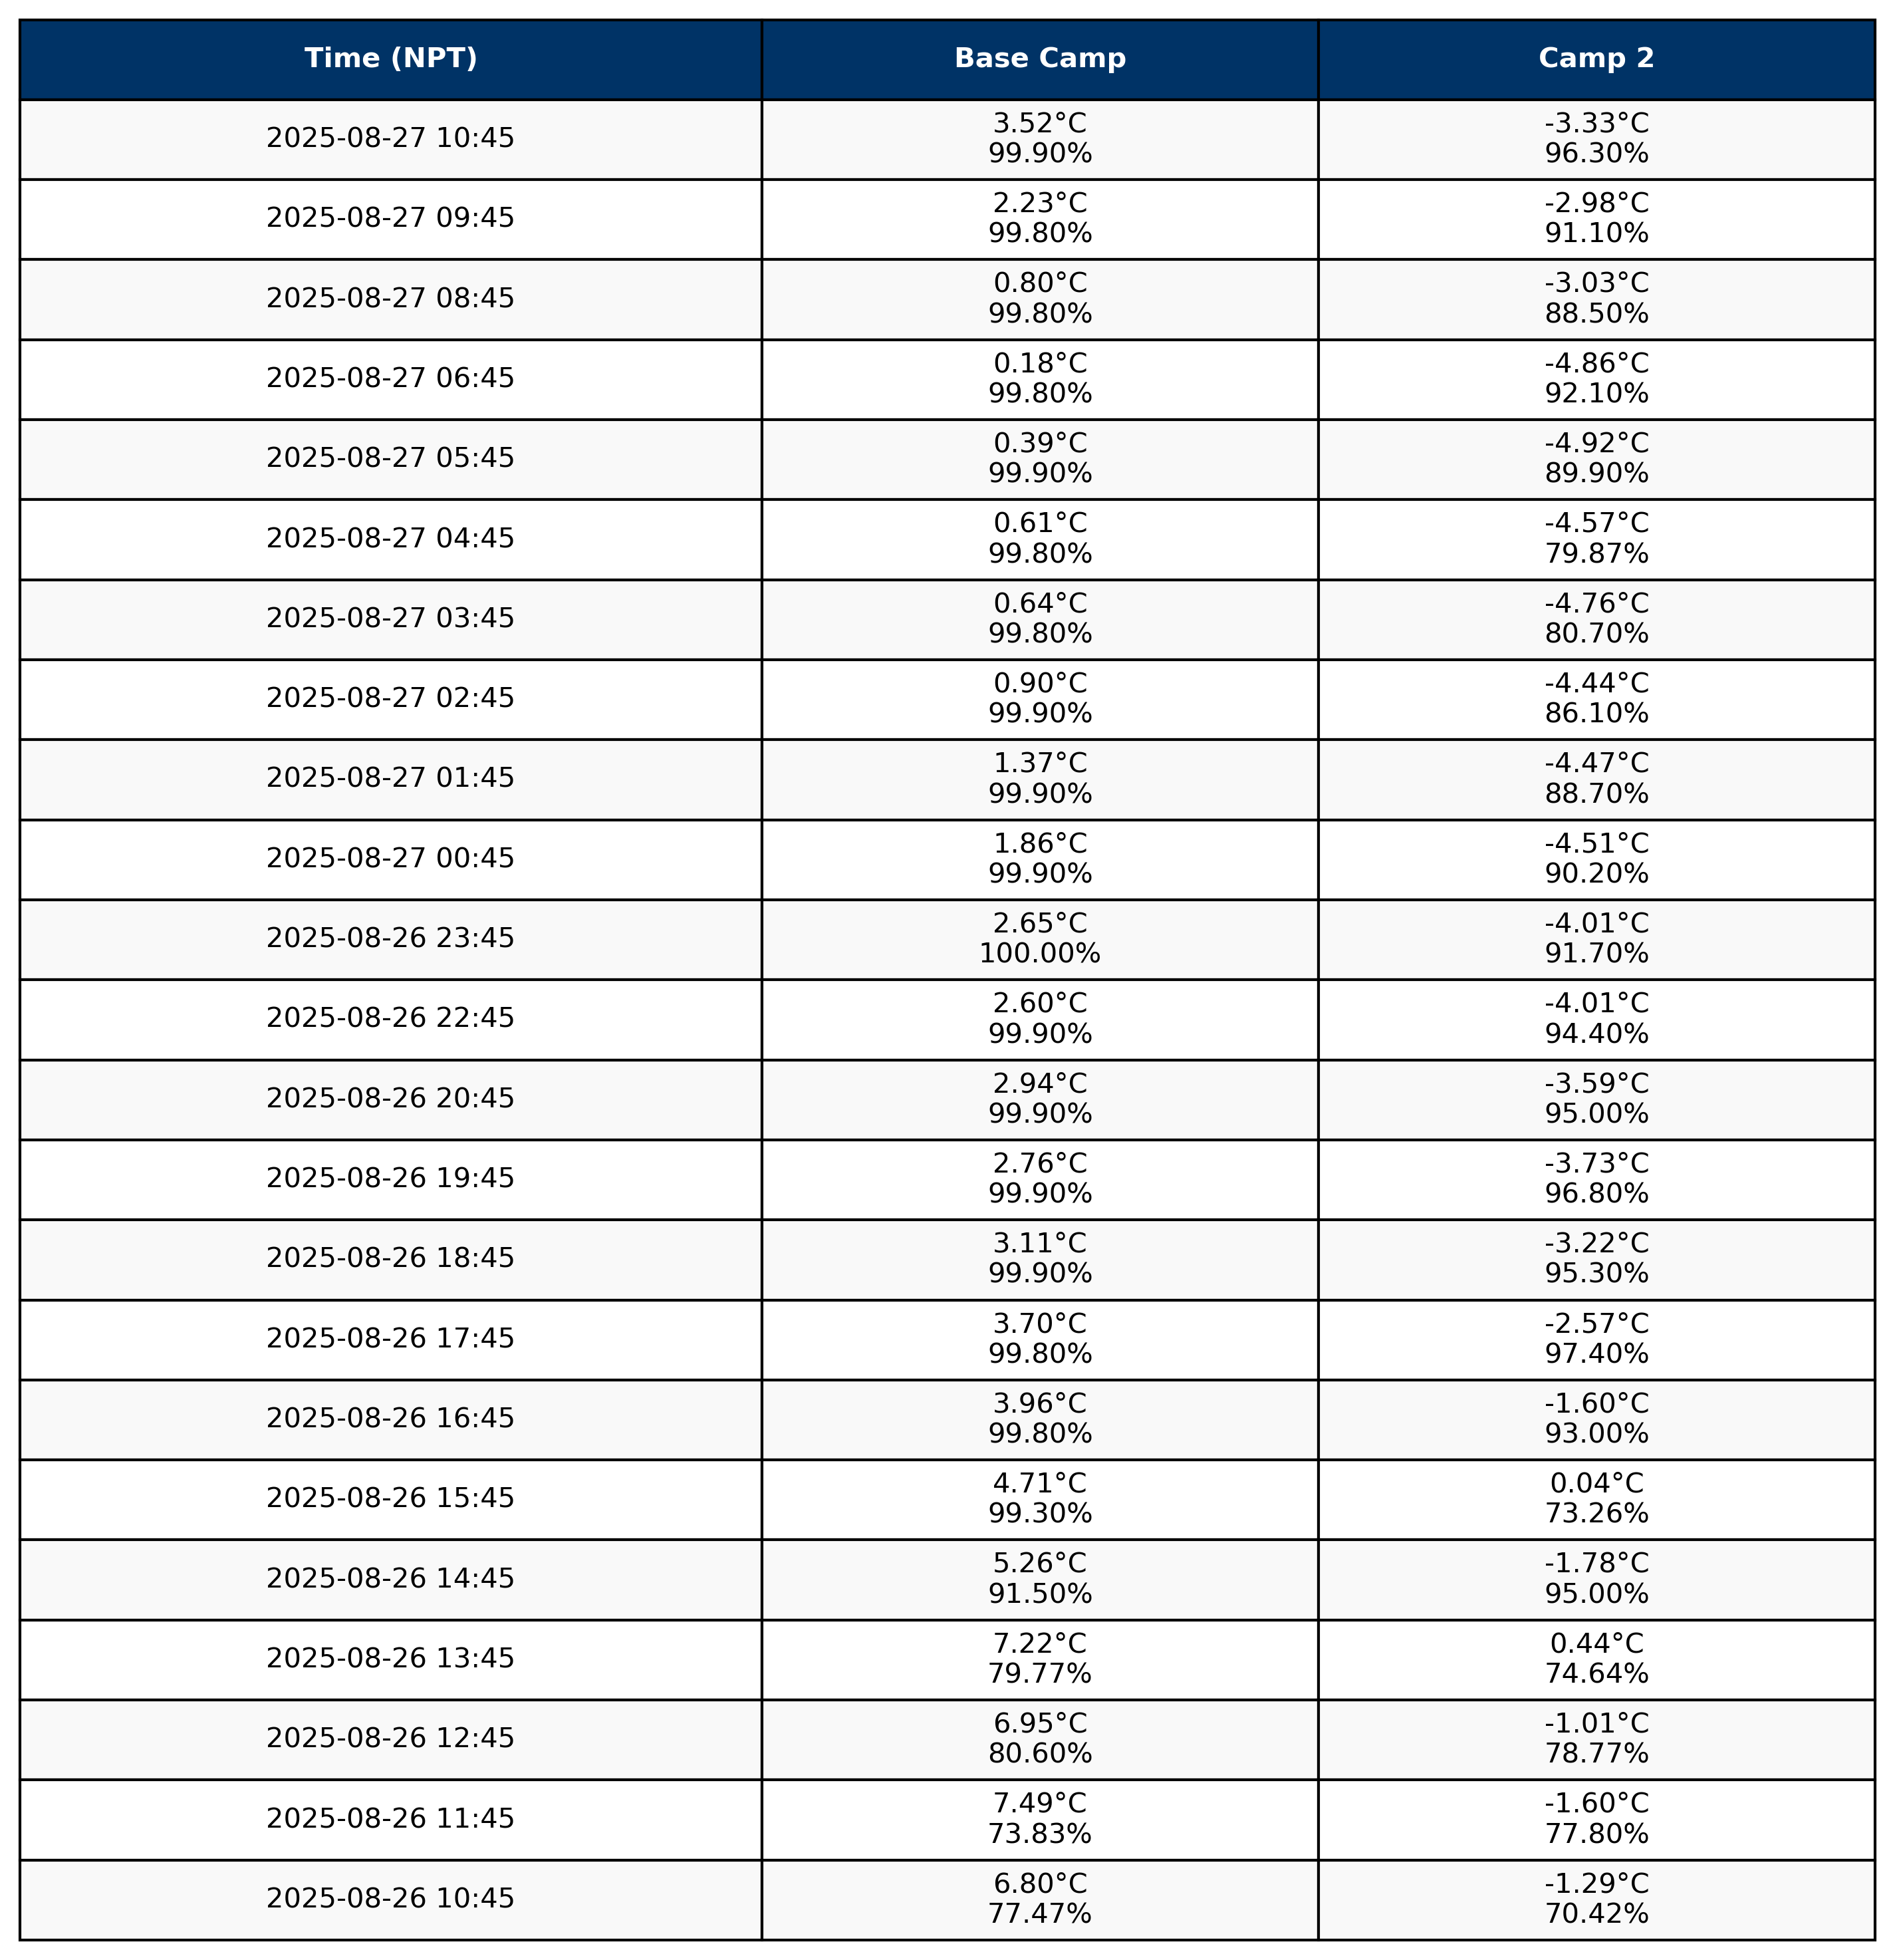 Time (NPT) Base Camp Camp 2
2025-08-27 10:45 3.52°C -3.33°C
99.90% 96.30%
2025-08-27 09:45 2.23°C -2.98°C
99.80% 91.10%
2025-08-27 08:45 0.80°C -3.03°C
99.80% 88.50%
2025-08-27 06:45 0.18°C -4.86°C
99.80% 92.10%
2025-08-27 05:45 0.39°C -4.92°C
99.90% 89.90%
2025-08-27 04:45 0.61°C -4.57°C
99.80% 79.87%
2025-08-27 03:45 0.64°C -4.76°C
99.80% 80.70%
2025-08-27 02:45 0.90°C -4.44°C
99.90% 86.10%
2025-08-27 01:45 1.37°C -4.47°C
99.90% 88.70%
2025-08-27 00:45 1.86°C -4.51°C
99.90% 90.20%
2025-08-26 23:45 2.65°C -4.01°C
100.00% 91.70%
2025-08-26 22:45 2.60°C -4.01°C
99.90% 94.40%
2025-08-26 20:45 2.94°C -3.59°C
99.90% 95.00%
2025-08-26 19:45 2.76°C -3.73°C
99.90% 96.80%
2025-08-26 18:45 3.11°C -3.22°C
99.90% 95.30%
2025-08-26 17:45 3.70°C -2.57°C
99.80% 97.40%
2025-08-26 16:45 3.96°C -1.60°C
99.80% 93.00%
2025-08-26 15:45 4.71°C 0.04°C
99.30% 73.26%
2025-08-26 14:45 5.26°C -1.78°C
91.50% 95.00%
2025-08-26 13:45 7.22°C 0.44°C
79.77% 74.64%
2025-08-26 12:45 6.95°C -1.01°C
80.60% 78.77%
2025-08-26 11:45 7.49°C -1.60°C
73.83% 77.80%
2025-08-26 10:45 6.80°C -1.29°C
77.47% 70.42%